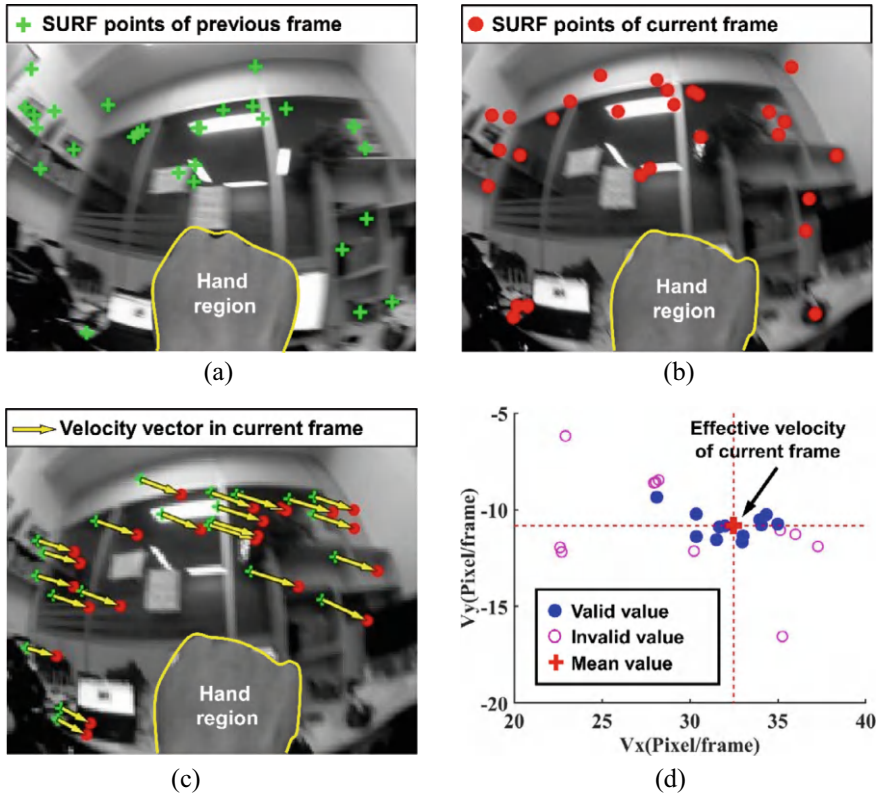 SURF points of previous frame
Hand
region
(a)
SURF points of current frame
Hand
region
(b)
Velocity vector in current frame
Hand
region
(c)
-5
-10
-15
-20
Vy(Pixel/frame)
Effective velocity
of current frame
Valid value
Invalid value
Mean value
20
25
30
35
40
Vx(Pixel/frame)
(d)